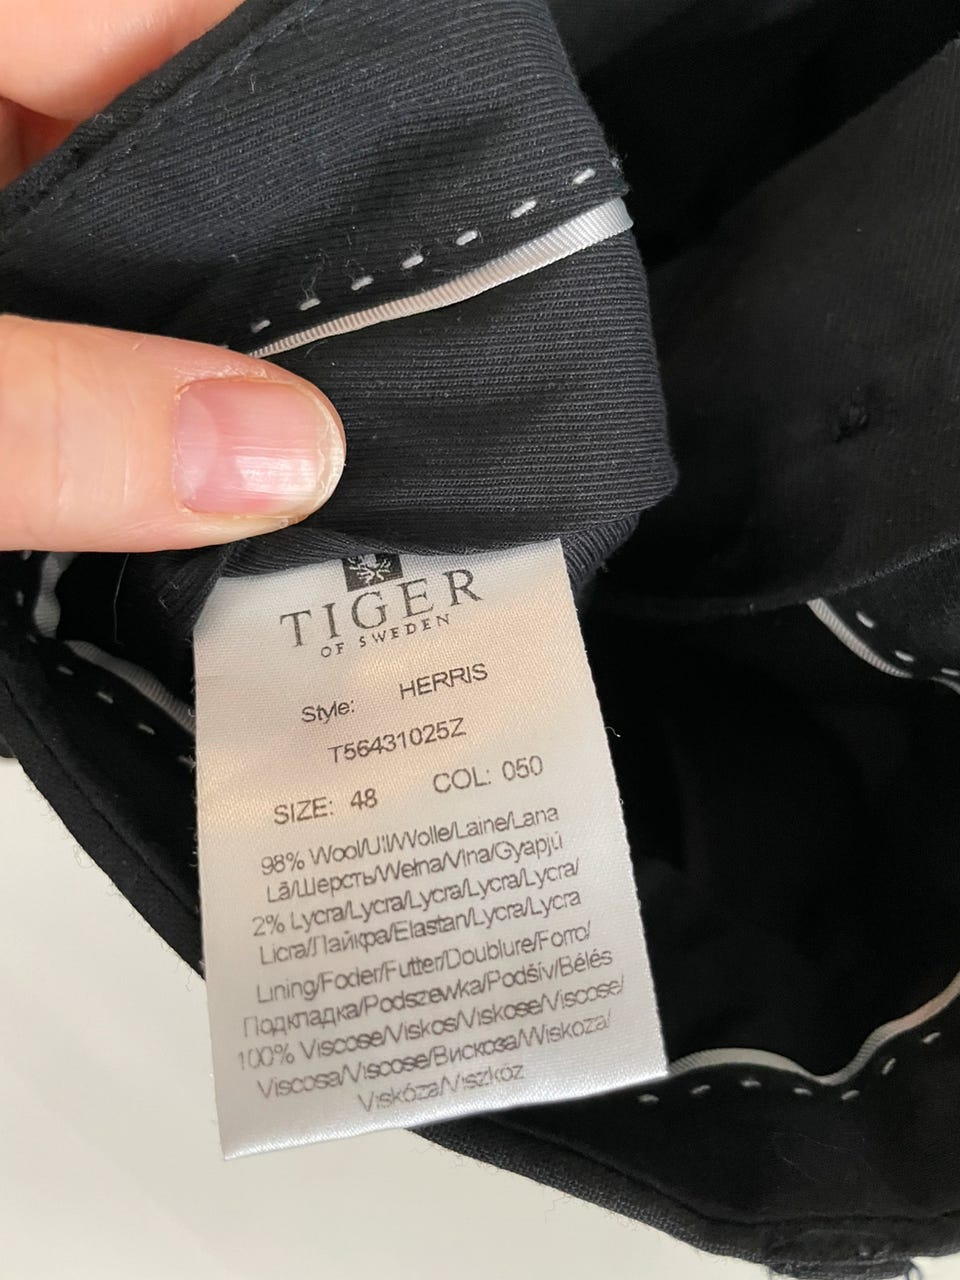 TIGER
OF SWEDEN
Style: HERRIS
T56431025Z
SIZE: 48 COL: 050
98% Wool/Ull/Wolle/Laine/Lana
Lã/Шерсть/Wełna/Vlna/Gyapjú
2% Lycra/Lycra/Lycra/Lycra/Lycra/
Licra/Лайкра/Elastan/Lycra/Lycra
Lining/Foder/Futter/Doublure/Forro/
Подкладка/Podszewka/Podšív/Bélés
100% Viscose/Viskos/Viskose/Viscose/
Viscosa/Viscose/Вискоза/Wiskoza/
Viskóza/Viszkóz